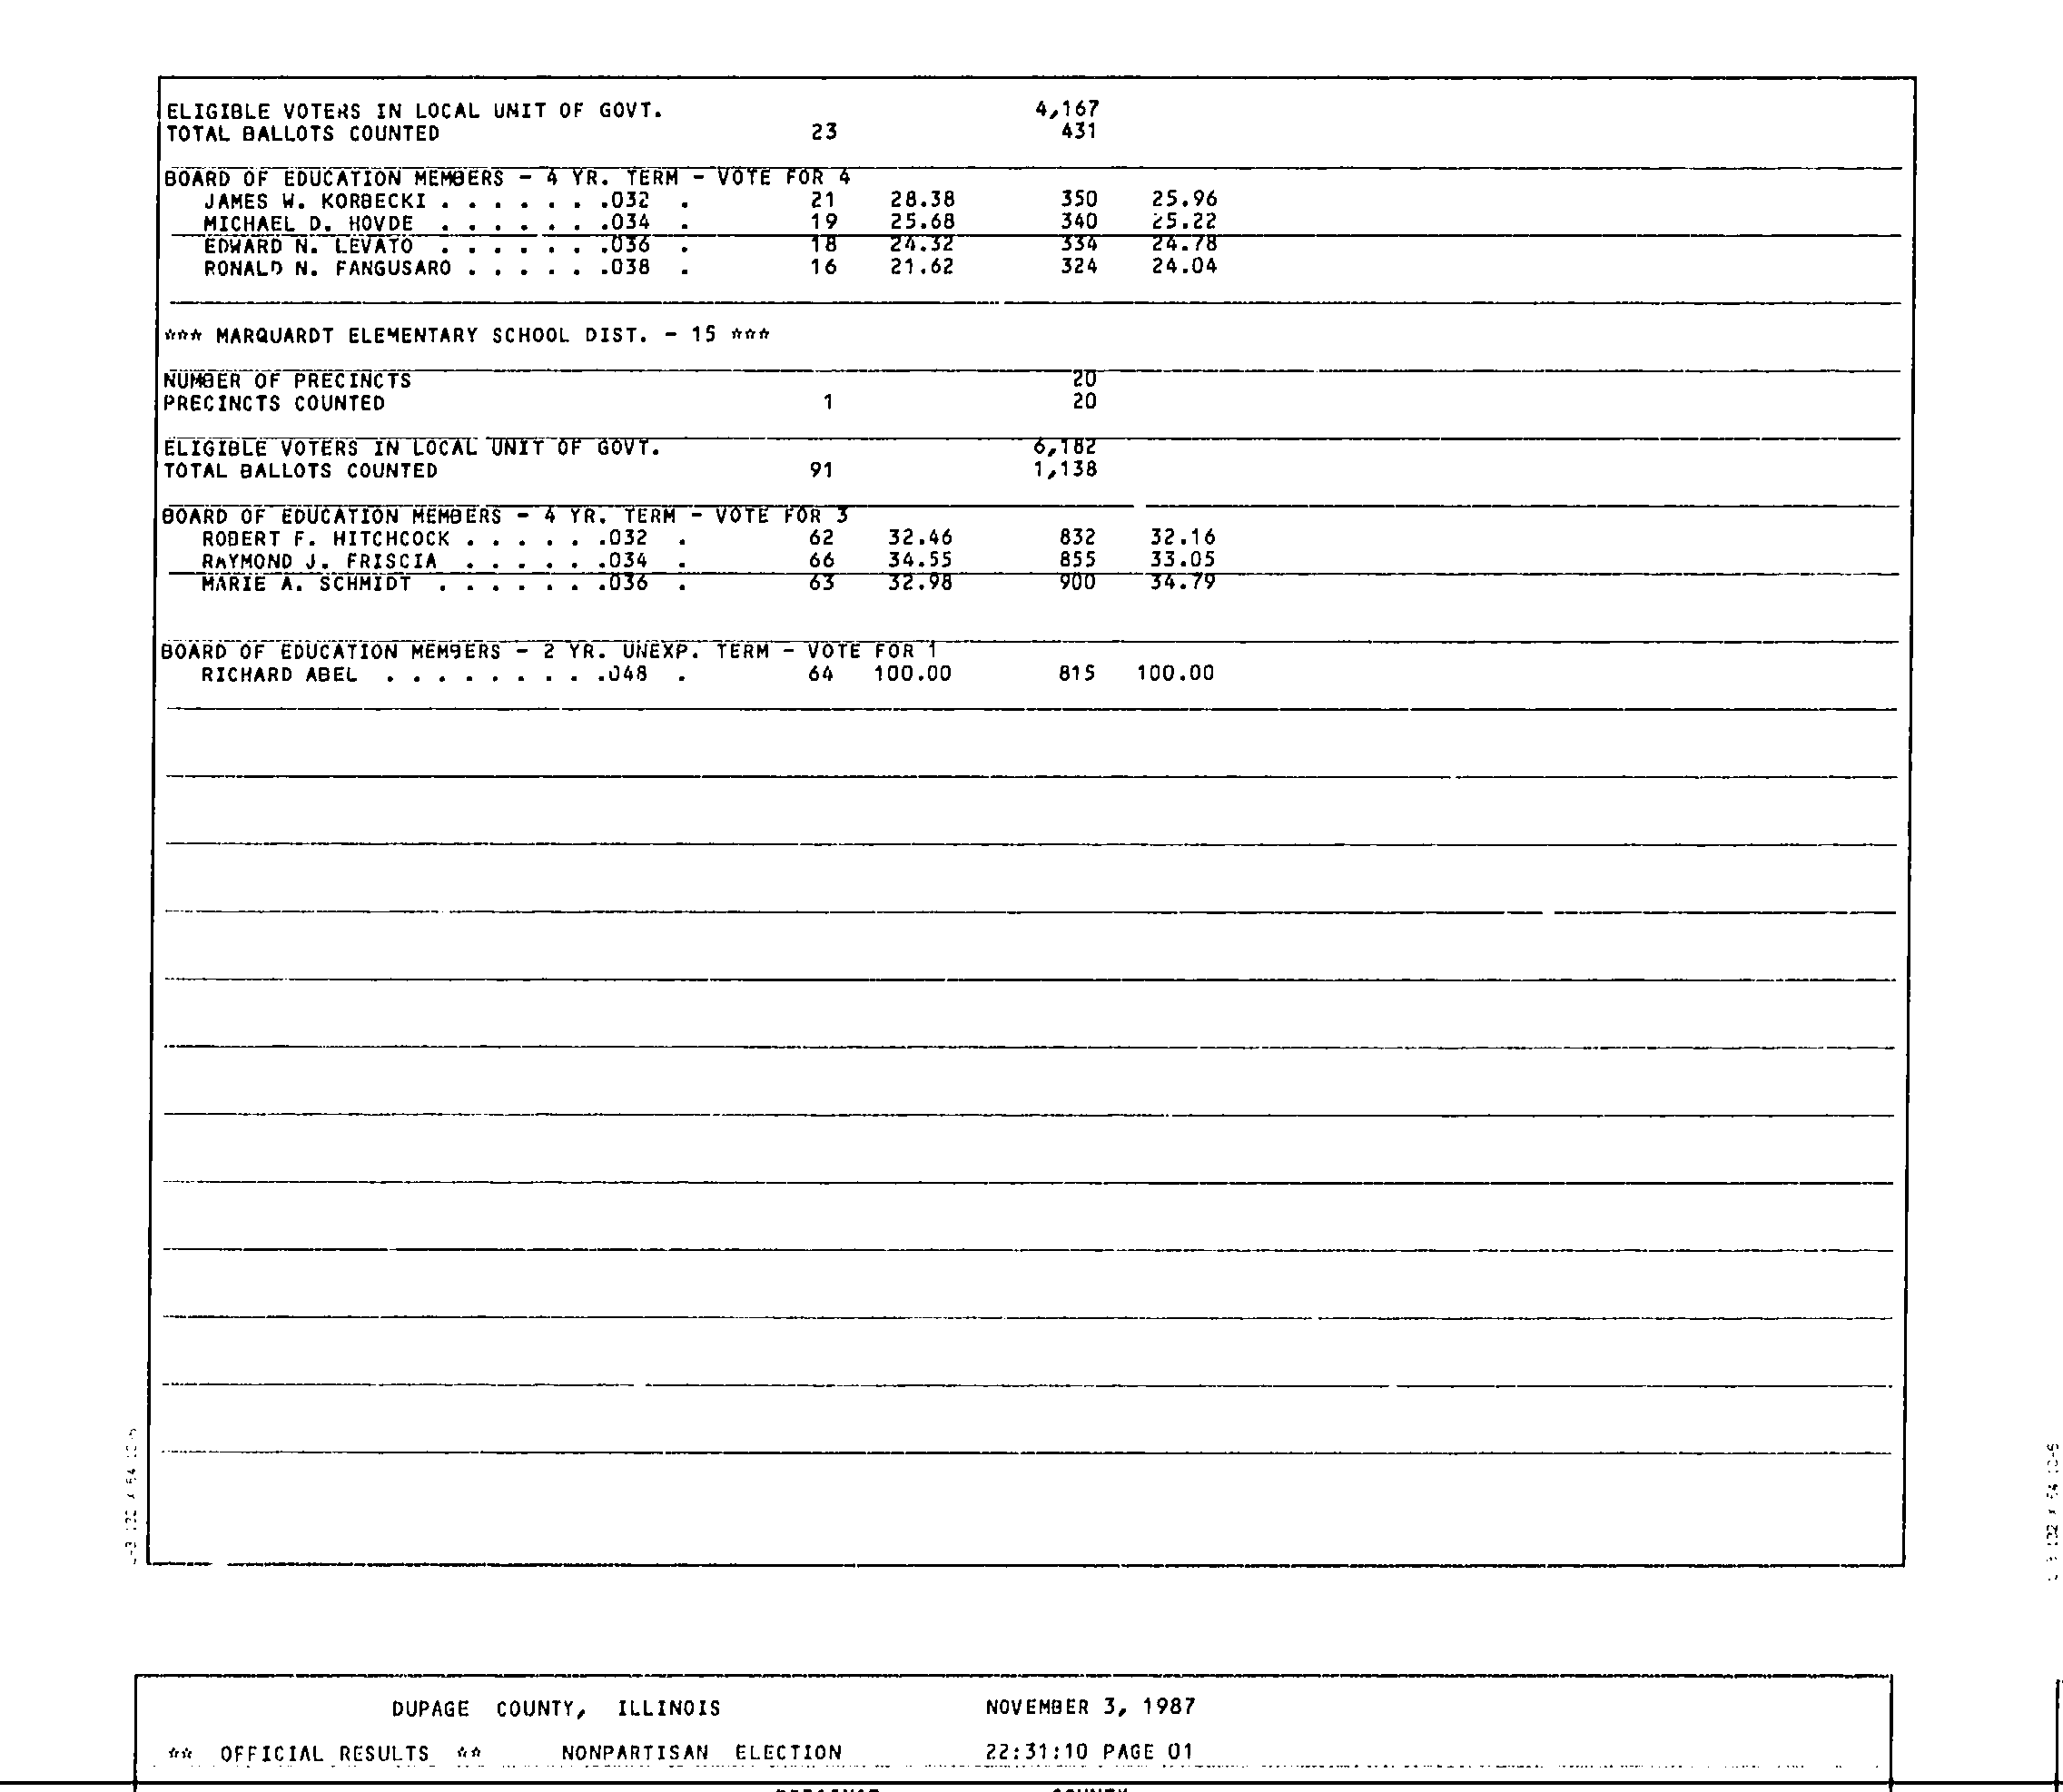 ELIGIBLE VOTERS IN LOCAL UNIT OF GOVT. 4,167
TOTAL BALLOTS COUNTED 23 431
BOARD OF EDUCATION MEMBERS - 4 YR. TERM - VOTE FOR 4
JAMES W. KORBECKI . . . . . . .032 . 21 28.38 350 25.96
MICHAEL D. HOVDE . . . . . . .034 . 19 25.68 340 25.22
EDWARD N. LEVATO . . . . . . .036 . 18 24.32 334 24.78
RONALD N. FANGUSARO . . . . . .038 . 16 21.62 324 24.04
*** MARQUARDT ELEMENTARY SCHOOL DIST. - 15 ***
NUMBER OF PRECINCTS 20
PRECINCTS COUNTED 1 20
ELIGIBLE VOTERS IN LOCAL UNIT OF GOVT. 6,182
TOTAL BALLOTS COUNTED 91 1,138
BOARD OF EDUCATION MEMBERS - 4 YR. TERM - VOTE FOR 3
ROBERT F. HITCHCOCK . . . . . .032 . 62 32.46 832 32.16
RAYMOND J. FRISCIA . . . . . .034 . 66 34.55 855 33.05
MARIE A. SCHMIDT . . . . . . .036 . 63 32.98 900 34.79
BOARD OF EDUCATION MEMBERS - 2 YR. UNEXP. TERM - VOTE FOR 1
RICHARD ABEL . . . . . . . . .048 . 64 100.00 815 100.00
DUPAGE COUNTY, ILLINOIS NOVEMBER 3, 1987
** OFFICIAL RESULTS ** NONPARTISAN ELECTION 22:31:10 PAGE 01